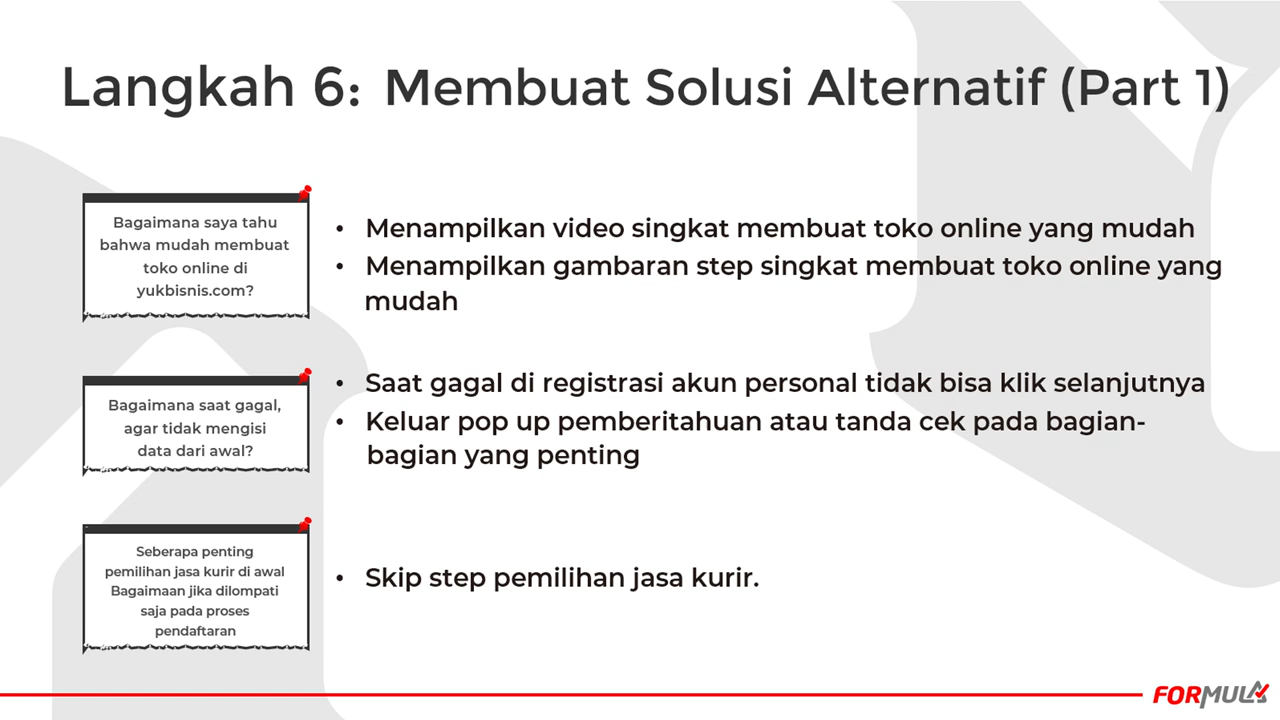 Langkah 6: Membuat Solusi Alternatif (Part 1)
Bagaimana saya tahu
bahwa mudah membuat
toko online di
yukbisnis.com?
• Menampilkan video singkat membuat toko online yang mudah
• Menampilkan gambaran step singkat membuat toko online yang
mudah
Bagaimana saat gagal,
agar tidak mengisi
data dari awal?
• Saat gagal di registrasi akun personal tidak bisa klik selanjutnya
• Keluar pop up pemberitahuan atau tanda cek pada bagian-
bagian yang penting
Seberapa penting
pemilihan jasa kurir di awal
Bagaimaan jika dilompati
saja pada proses
pendaftaran
• Skip step pemilihan jasa kurir.
FORMULA